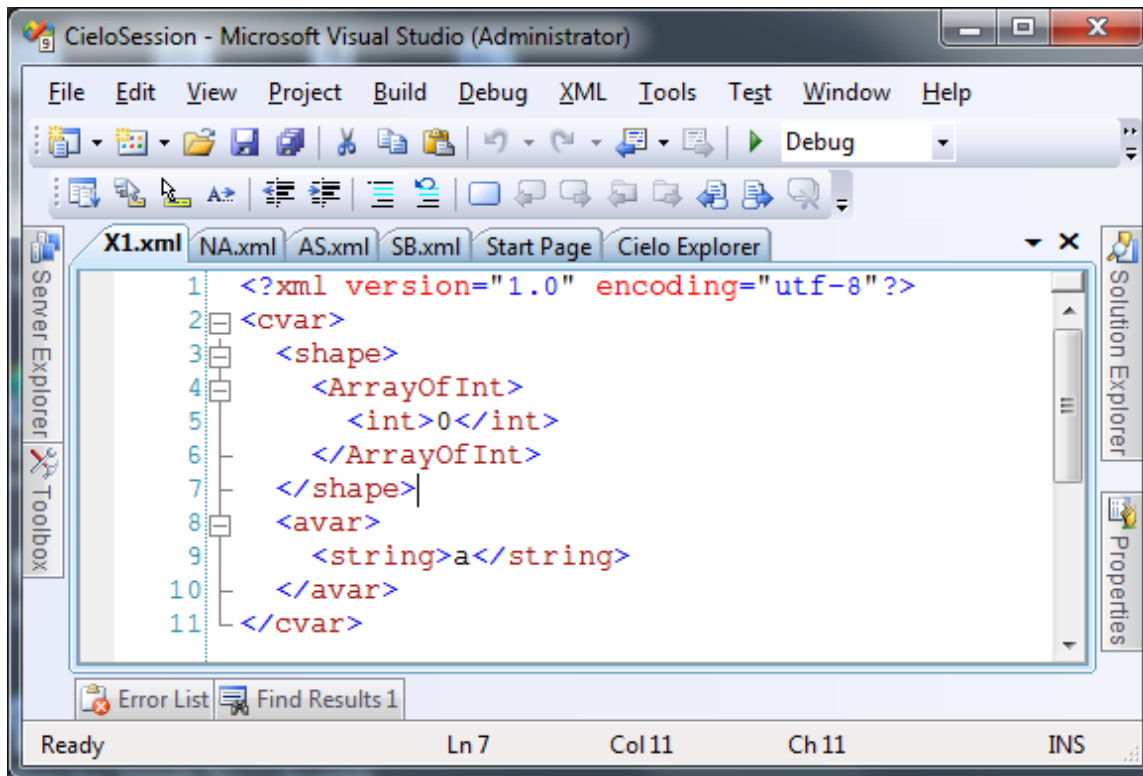 CieloSession - Microsoft Visual Studio (Administrator)
File Edit View Project Build Debug XML Tools Test Window Help
Debug
X1.xml NA.xml AS.xml SB.xml Start Page Cielo Explorer
Server Explorer
Toolbox
1 <?xml version="1.0" encoding="utf-8"?>
2 <cvar>
3 <shape>
4 <ArrayOfInt>
5 <int>0</int>
6 </ArrayOfInt>
7 </shape>
8 <avar>
9 <string>a</string>
10 </avar>
11 </cvar>
Solution Explorer
Properties
Error List Find Results 1
Ready Ln 7 Col 11 Ch 11 INS